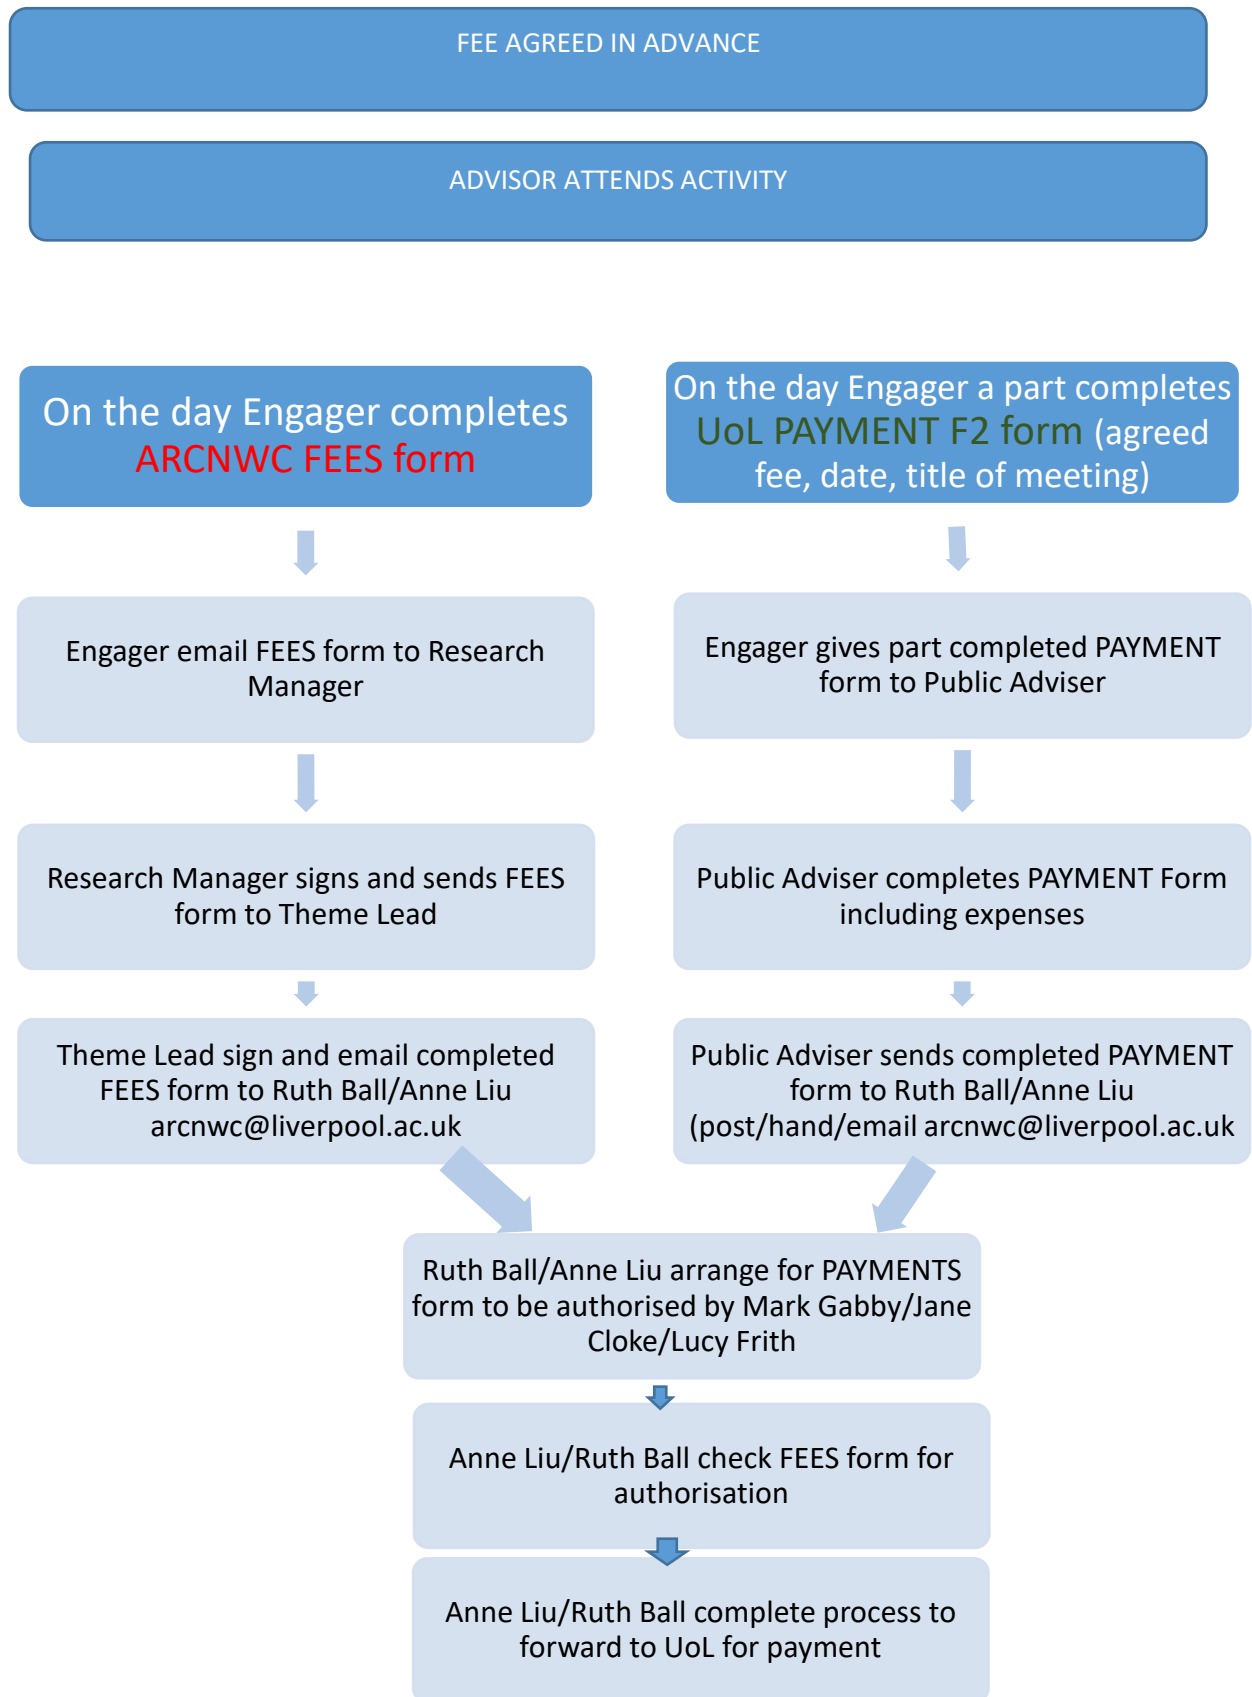 FEE AGREED IN ADVANCE
ADVISOR ATTENDS ACTIVITY
On the day Engager completes
ARCNWC FEES form
On the day Engager a part completes
UoL PAYMENT F2 form (agreed
fee, date, title of meeting)
Engager email FEES form to Research
Manager
Engager gives part completed PAYMENT
form to Public Adviser
Research Manager signs and sends FEES
form to Theme Lead
Public Adviser completes PAYMENT Form
including expenses
Theme Lead sign and email completed
FEES form to Ruth Ball/Anne Liu
arcnwc@liverpool.ac.uk
Public Adviser sends completed PAYMENT
form to Ruth Ball/Anne Liu
(post/hand/email arcnwc@liverpool.ac.uk
Ruth Ball/Anne Liu arrange for PAYMENTS
form to be authorised by Mark Gabby/Jane
Cloke/Lucy Frith
Anne Liu/Ruth Ball check FEES form for
authorisation
Anne Liu/Ruth Ball complete process to
forward to UoL for payment